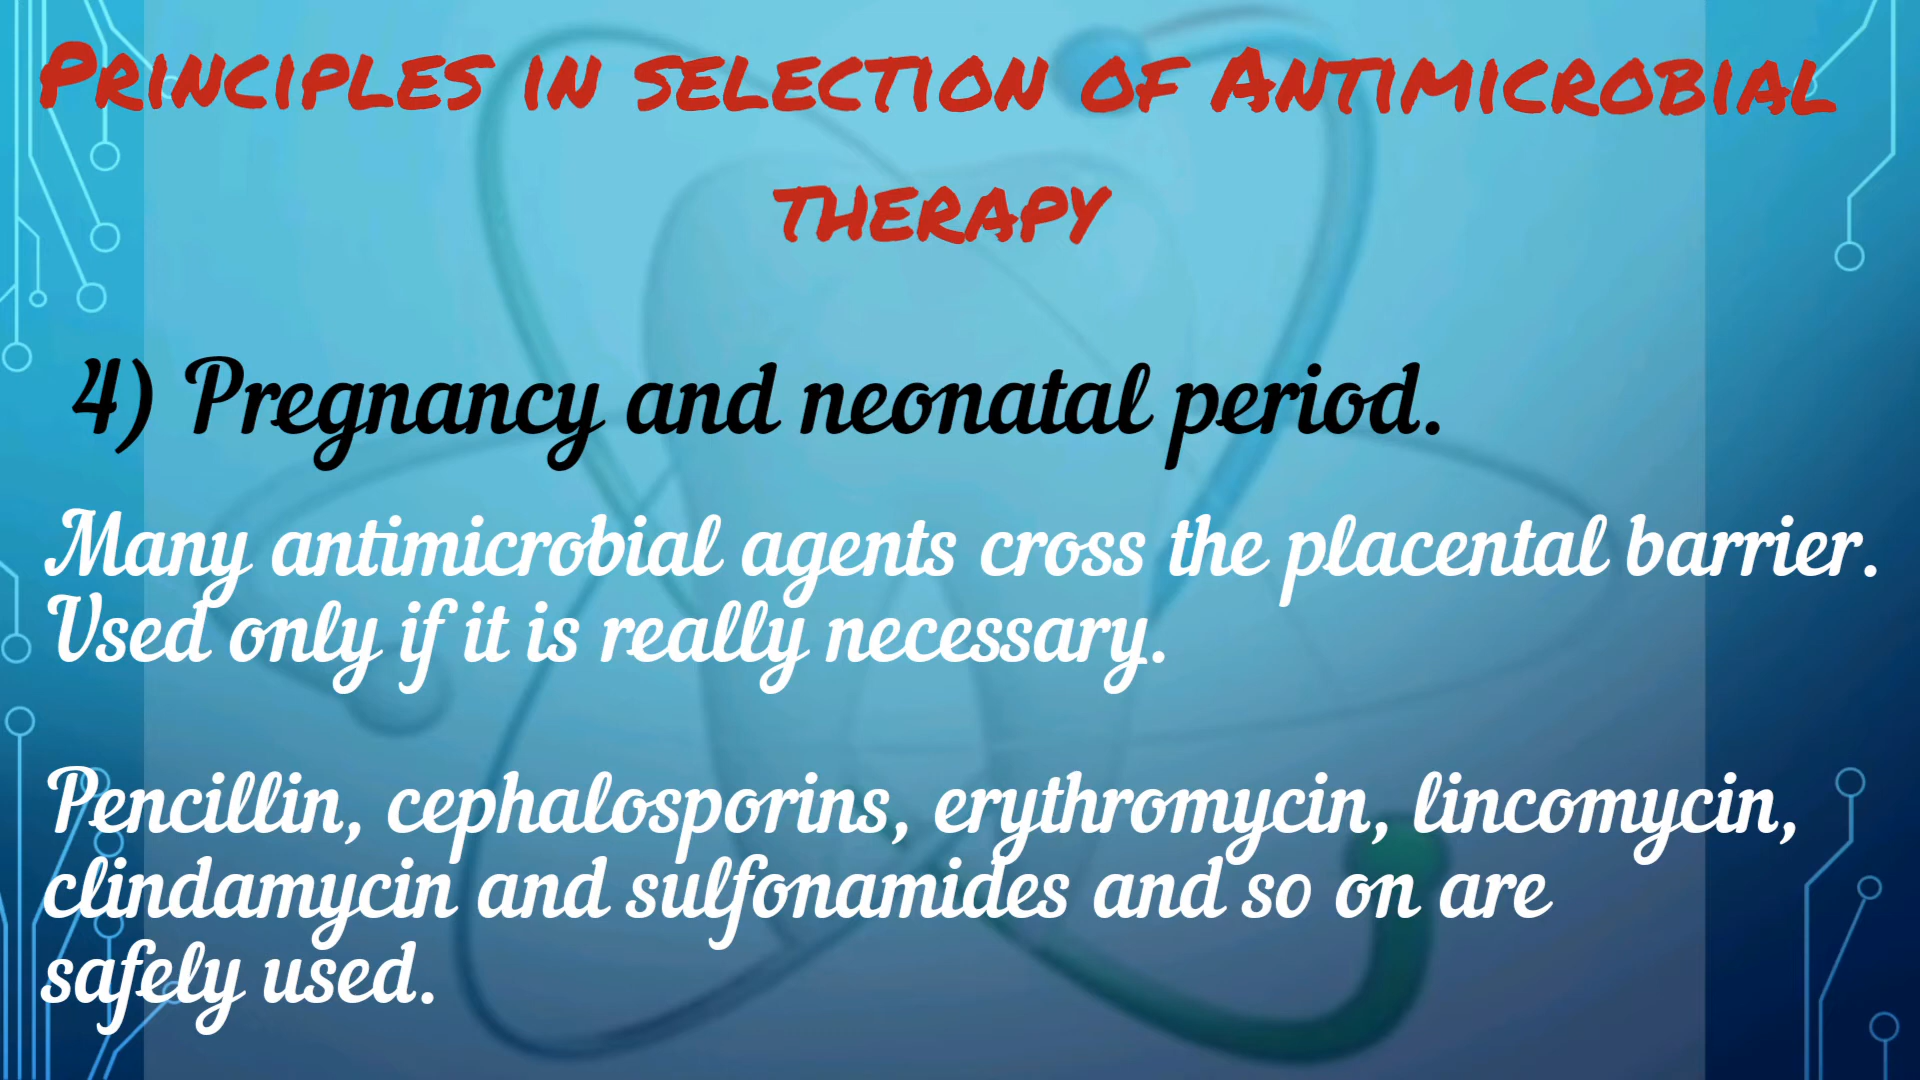 Principles in selection of Antimicrobial
therapy
4) Pregnancy and neonatal period.
Many antimicrobial agents cross the placental barrier.
Used only if it is really necessary.
Pencillin, cephalosporins, erythromycin, lincomycin,
clindamycin and sulfonamides and so on are
safely used.